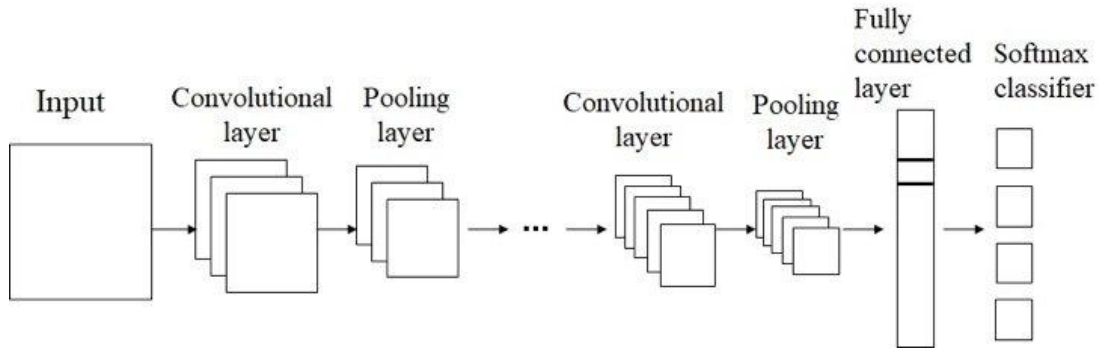 Input
Convolutional
layer
Pooling
layer
...
Convolutional
layer
Pooling
layer
Fully
connected
layer
Softmax
classifier